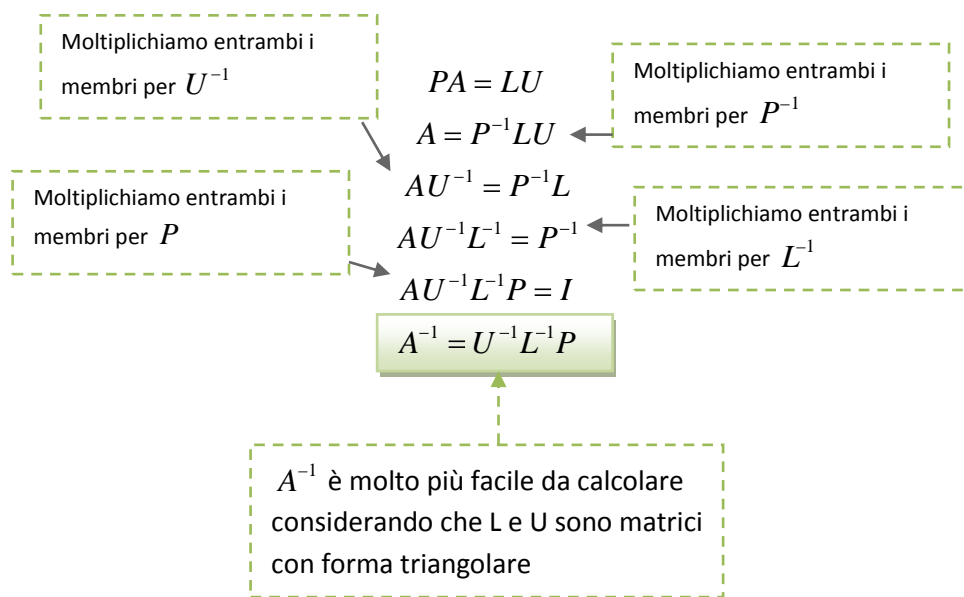 Moltiplichiamo entrambi i
membri per $U^{-1}$
$PA = LU$
Moltiplichiamo entrambi i
membri per $P^{-1}$
$A = P^{-1}LU$
$AU^{-1} = P^{-1}L$
Moltiplichiamo entrambi i
membri per $P$
Moltiplichiamo entrambi i
membri per $L^{-1}$
$AU^{-1}L^{-1} = P^{-1}$
$AU^{-1}L^{-1}P = I$
$A^{-1} = U^{-1}L^{-1}P$
$A^{-1}$ è molto più facile da calcolare
considerando che L e U sono matrici
con forma triangolare